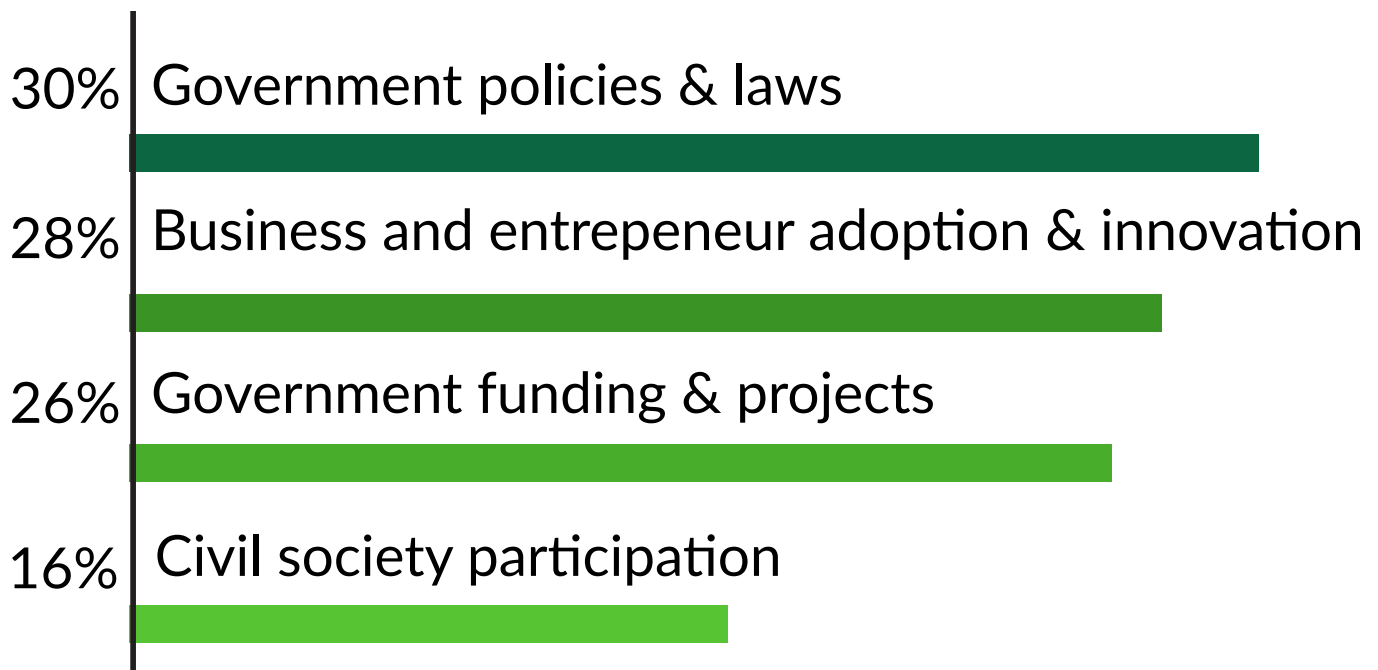 30% Government policies & laws
28% Business and entrepeneur adoption & innovation
26% Government funding & projects
16% Civil society participation